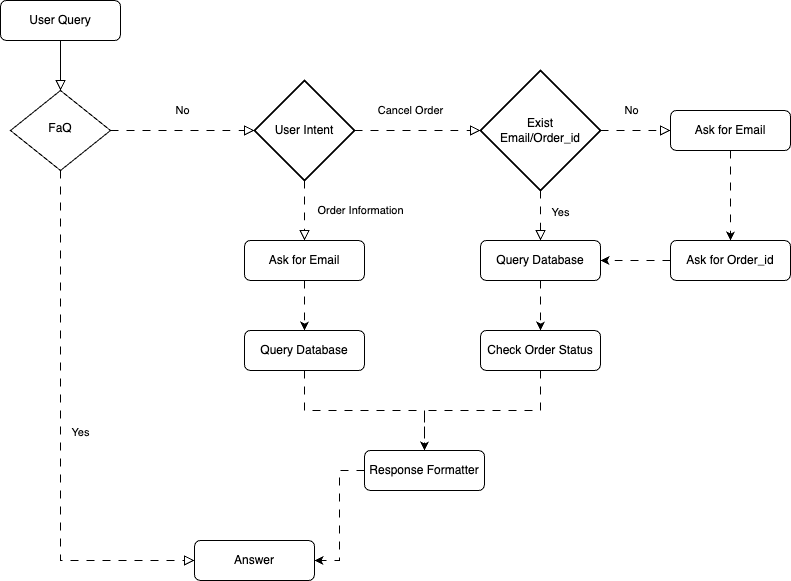 User Query
FaQ
No
User Intent
Cancel Order
Exist
Email/Order_id
No
Ask for Email
Order Information
Yes
Ask for Email
Query Database
Ask for Order_id
Query Database
Check Order Status
Yes
Response Formatter
Answer